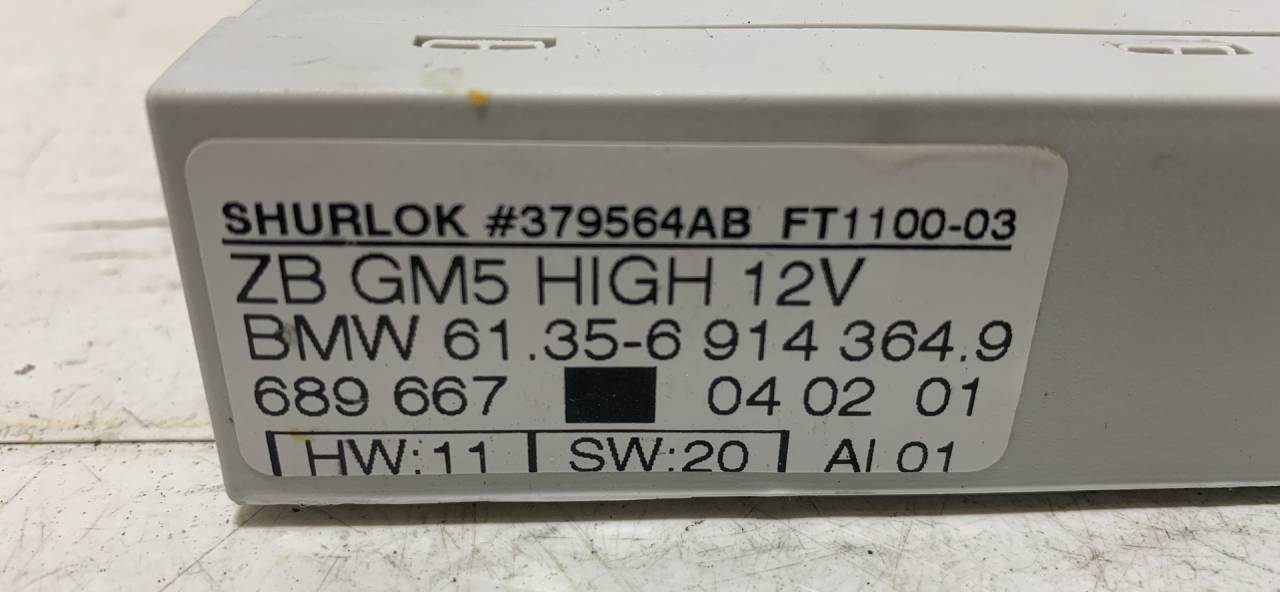 SHURLOK #379564AB FT1100-03
ZB GM5 HIGH 12V
BMW 61.35-6 914 364.9
689 667 04 02 01
HW:11 SW:20 AI 01